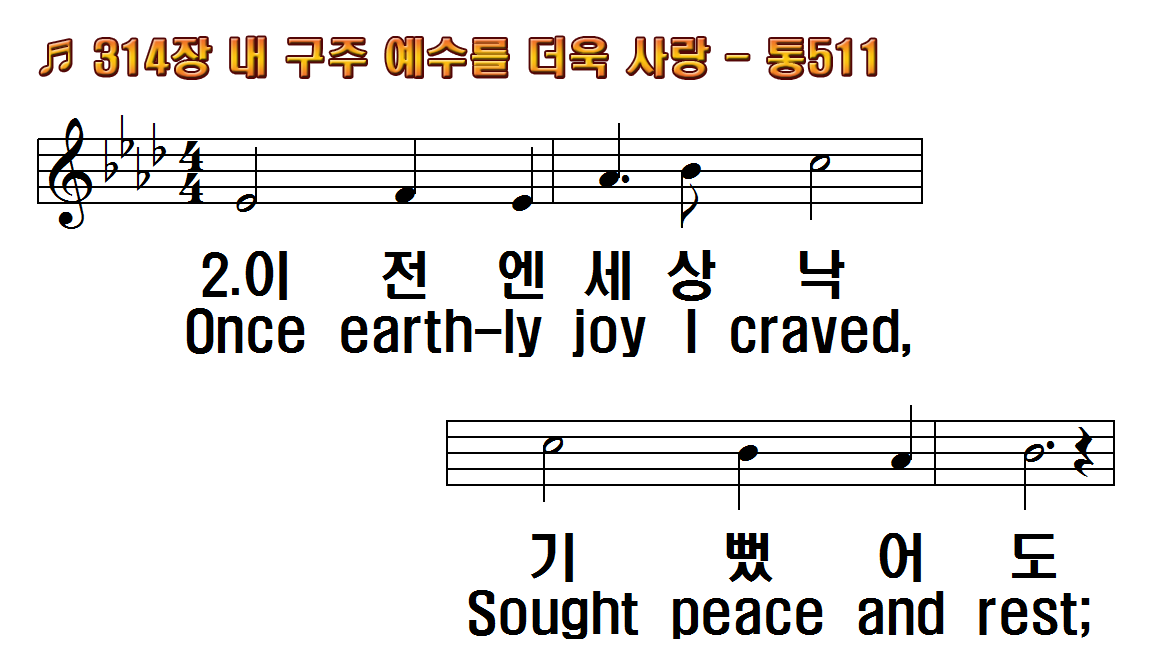 ♬ 314장 내 구주 예수를 더욱 사랑 - 통511
4
4
2.이 전 엔 세 상 낙
Once earth-ly joy I craved,
기 뻤 어 도
Sought peace and rest;